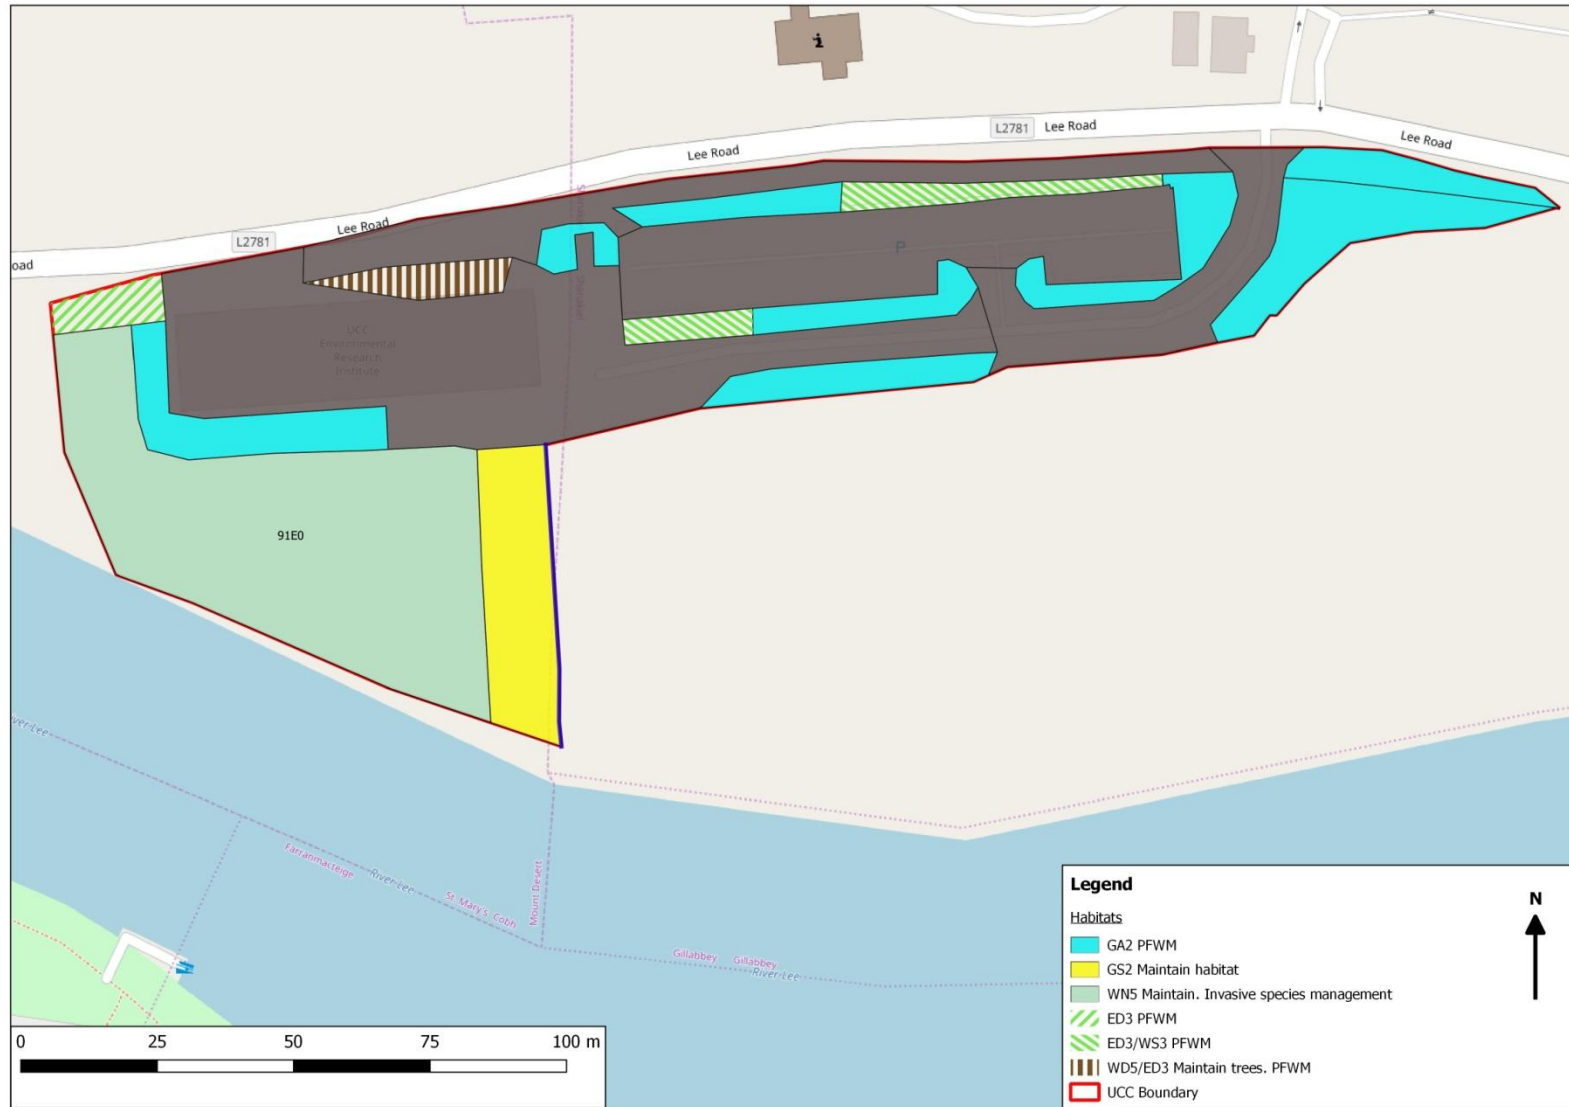 i
L2781
Lee Road
Lee Road
Lee Road
Lee Road
L2781
oad
P
UCC
Environmental
Research
Institute
91E0
River Lee
Farranmacteige
River Lee
St. Mary's Cobh
Mount Desert
Gillabbey Gillabbey
River Lee
Legend
Habitats
GA2 PFWM
GS2 Maintain habitat
WN5 Maintain. Invasive species management
ED3 PFWM
ED3/WS3 PFWM
WD5/ED3 Maintain trees. PFWM
UCC Boundary
N
0 25 50 75 100 m